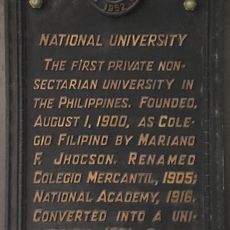 1952
NATIONAL UNIVERSITY
THE FIRST PRIVATE NON-
SECTARIAN UNIVERSITY IN
THE PHILIPPINES. FOUNDED,
AUGUST 1, 1900, AS COLE-
GIO FILIPINO BY MARIANO
F. JHOCSON. RENAMED
COLEGIO MERCANTIL, 1905;
NATIONAL ACADEMY, 1916.
CONVERTED INTO A UNI-